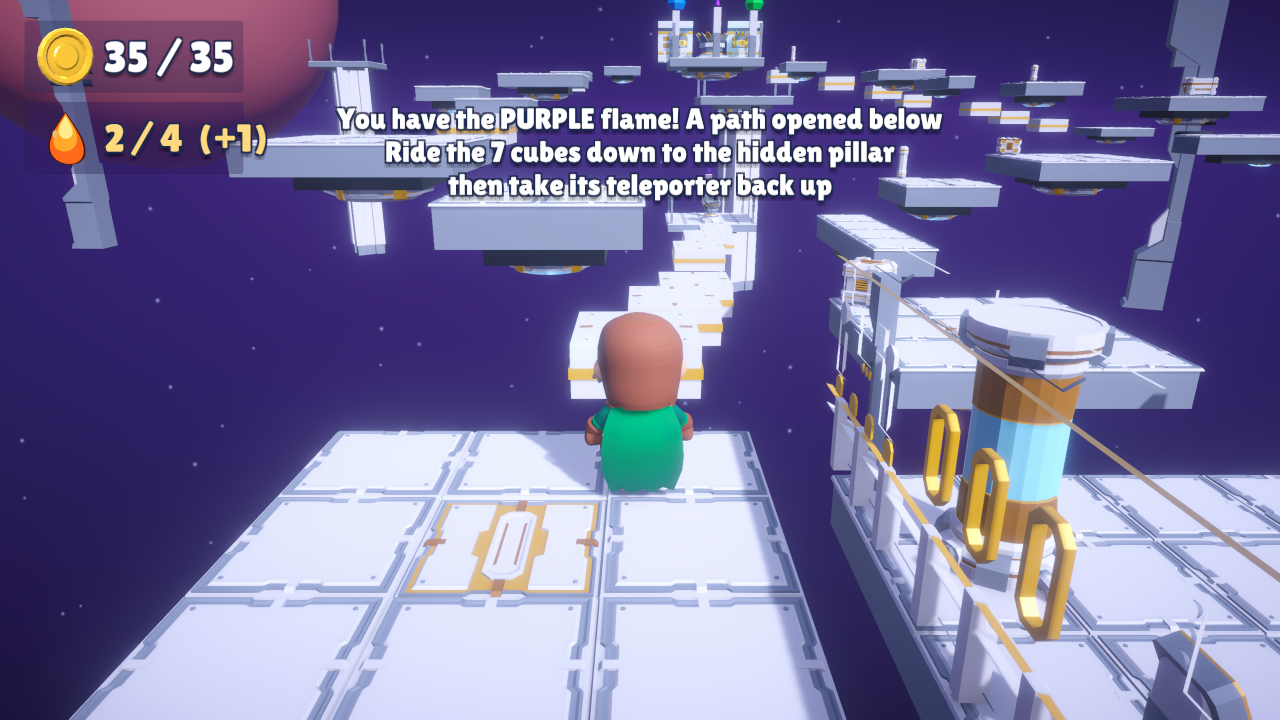 35 / 35
2 / 4 (+1)
You have the PURPLE flame! A path opened below
Ride the 7 cubes down to the hidden pillar
then take its teleporter back up